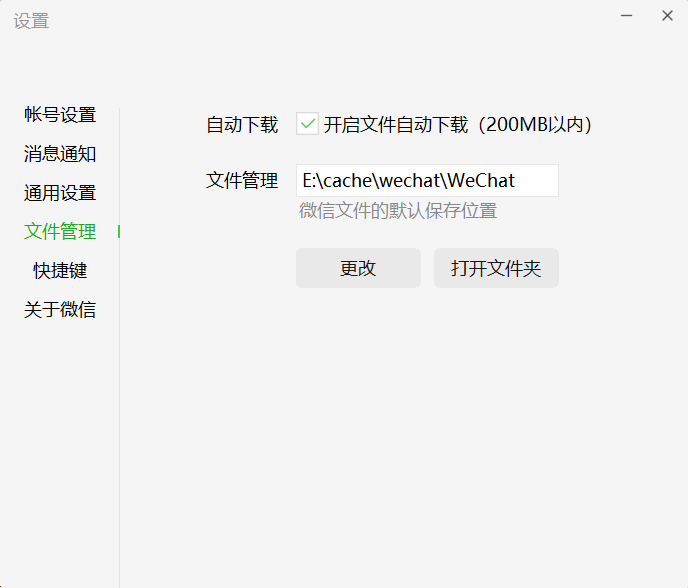 设置
帐号设置
消息通知
通用设置
文件管理
快捷键
关于微信
自动下载 开启文件自动下载（200MB以内）
文件管理 E:\cache\wechat\WeChat
微信文件的默认保存位置
更改 打开文件夹